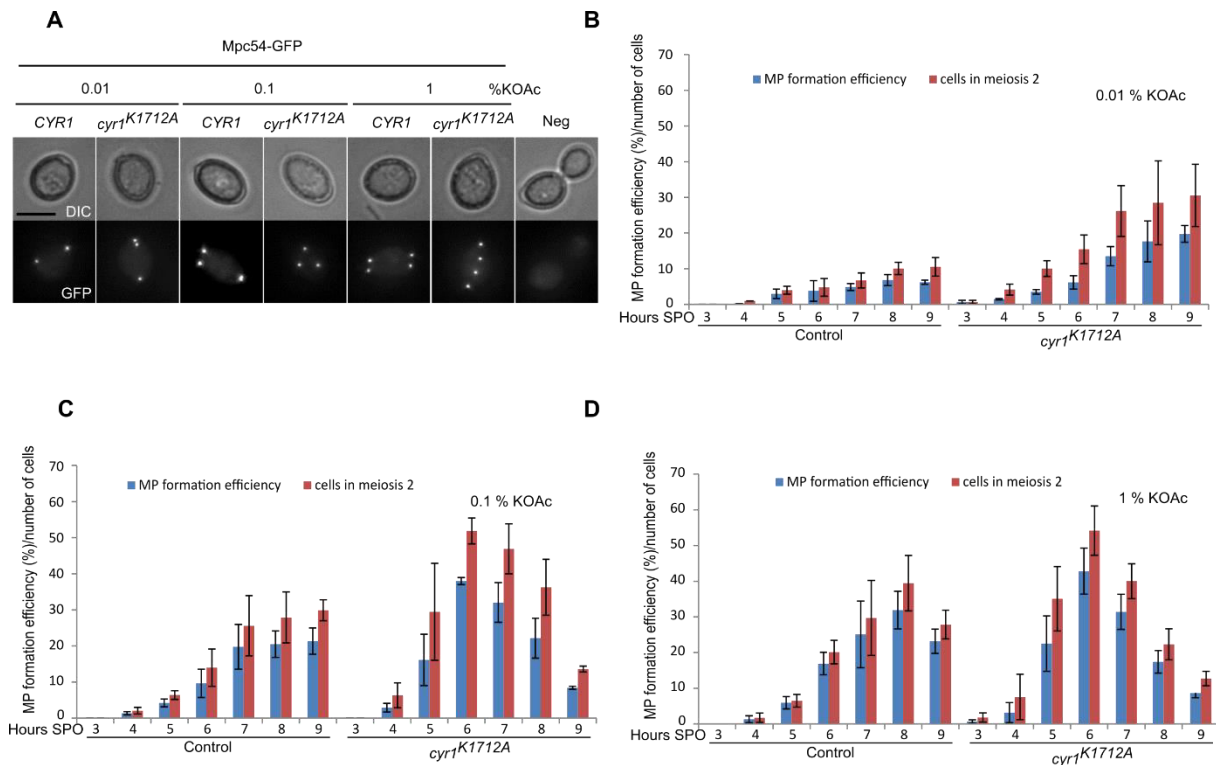 A
Mpc54-GFP
0.01 0.1 1 %KOAc
CYR1 cyr1K1712A CYR1 cyr1K1712A CYR1 cyr1K1712A Neg
DIC
GFP
B
MP formation efficiency (%)/number of cells
70
60
50
40
30
20
10
0
MP formation efficiency cells in meiosis 2
0.01 % KOAc
Hours SPO 3 4 5 6 7 8 9 3 4 5 6 7 8 9
Control cyr1K1712A
C
MP formation efficiency (%)/number of cells
70
60
50
40
30
20
10
0
MP formation efficiency cells in meiosis 2
0.1 % KOAc
Hours SPO 3 4 5 6 7 8 9 3 4 5 6 7 8 9
Control cyr1K1712A
D
MP formation efficiency (%)/number of cells
70
60
50
40
30
20
10
0
MP formation efficiency cells in meiosis 2
1 % KOAc
Hours SPO 3 4 5 6 7 8 9 3 4 5 6 7 8 9
Control cyr1K1712A